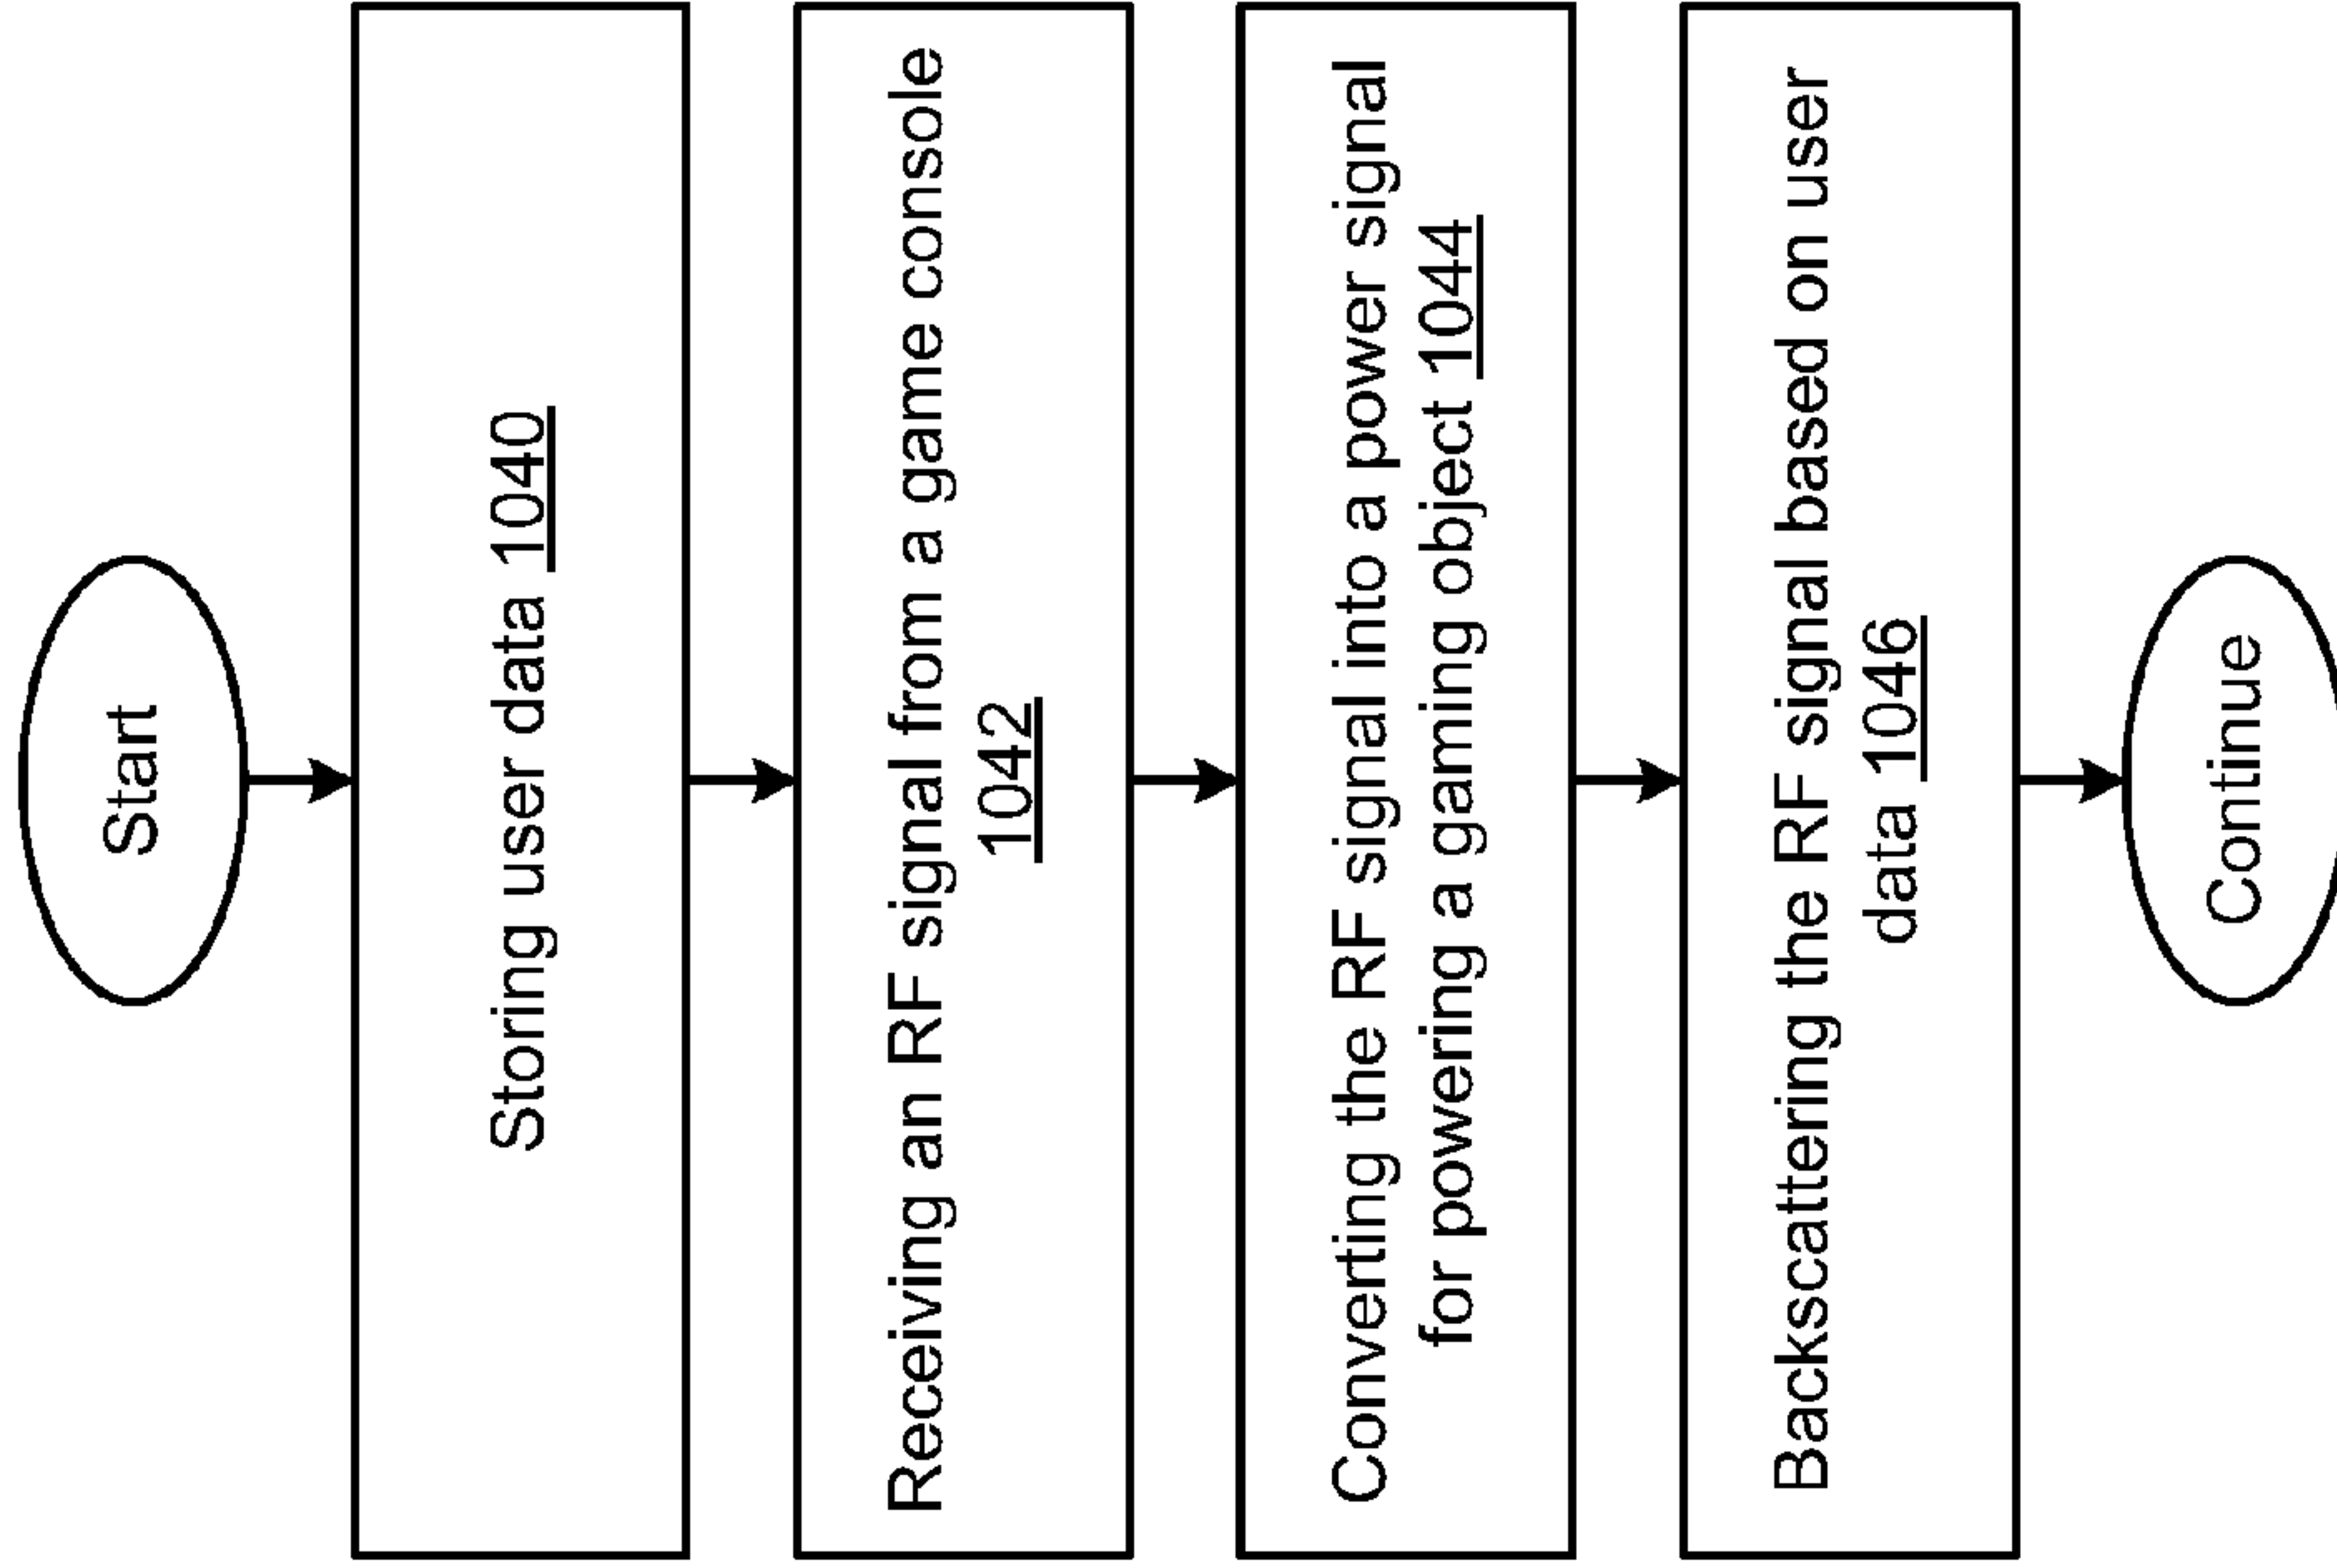 Start
Storing user data 1040
Receiving an RF signal from a game console
1042
Converting the RF signal into a power signal
for powering a gaming object 1044
Backscattering the RF signal based on user
data 1046
Continue